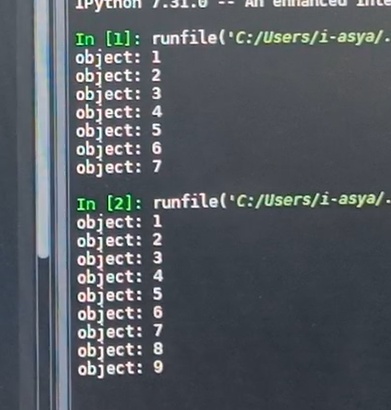 IPython 7.31.0 -- An enhanced Inte
In [1]: runfile('C:/Users/i-asya/.
object: 1
object: 2
object: 3
object: 4
object: 5
object: 6
object: 7
In [2]: runfile('C:/Users/i-asya/.
object: 1
object: 2
object: 3
object: 4
object: 5
object: 6
object: 7
object: 8
object: 9